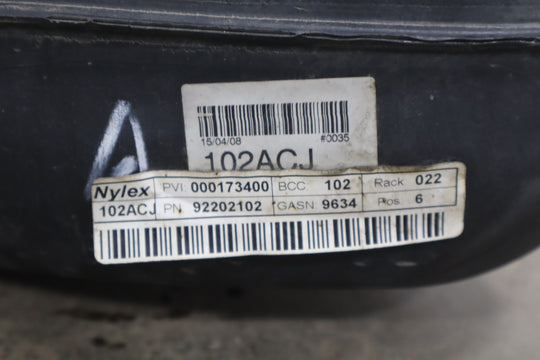 A
15/04/08 #0035
102ACJ
Nylex PVI: 000173400 BCC: 102 Rack 022
102ACJ PN: 92202102 GASN: 9634 Pos. 6